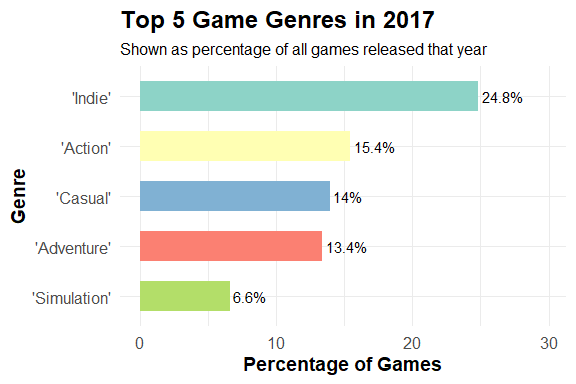 Top 5 Game Genres in 2017
Shown as percentage of all games released that year
Genre
'Indie' 24.8%
'Action' 15.4%
'Casual' 14%
'Adventure' 13.4%
'Simulation' 6.6%
0 10 20 30
Percentage of Games